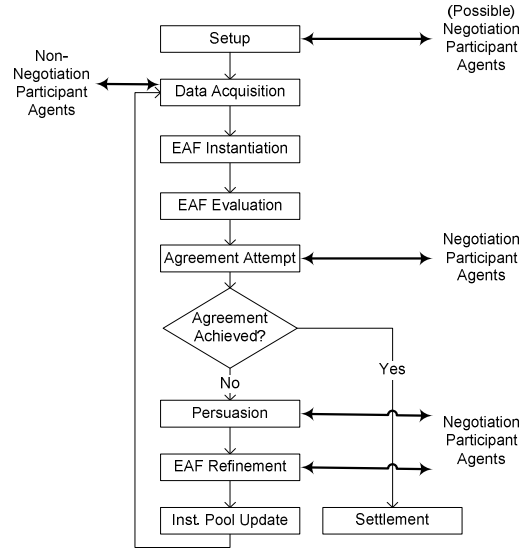 Setup
(Possible)
Negotiation
Participant
Agents
Non-
Negotiation
Participant
Agents
Data Acquisition
EAF Instantiation
EAF Evaluation
Agreement Attempt
Negotiation
Participant
Agents
Agreement
Achieved?
Yes
No
Persuasion
Negotiation
Participant
Agents
EAF Refinement
Inst. Pool Update
Settlement